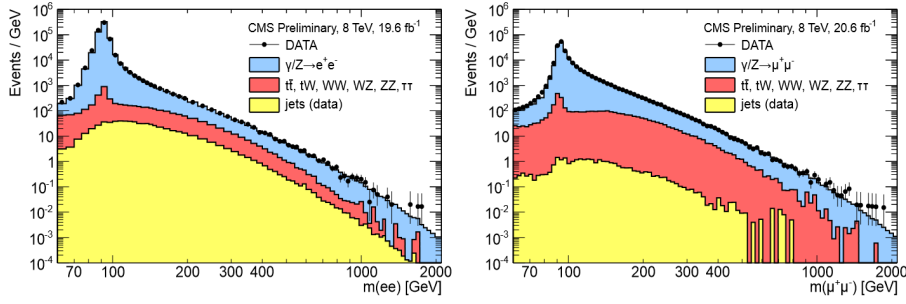 Events / GeV
10⁶
10⁵
10⁴
10³
10²
10
1
10⁻¹
10⁻²
10⁻³
10⁻⁴
CMS Preliminary, 8 TeV, 19.6 fb⁻¹
DATA
γ/Z→e⁺e⁻
tt̄, tW, WW, WZ, ZZ, ττ
jets (data)
70 100 200 300 400 1000 2000
m(ee) [GeV]
Events / GeV
10⁶
10⁵
10⁴
10³
10²
10
1
10⁻¹
10⁻²
10⁻³
10⁻⁴
CMS Preliminary, 8 TeV, 20.6 fb⁻¹
DATA
γ/Z→μ⁺μ⁻
tt̄, tW, WW, WZ, ZZ, ττ
jets (data)
70 100 200 300 400 1000 2000
m(μ⁺μ⁻) [GeV]